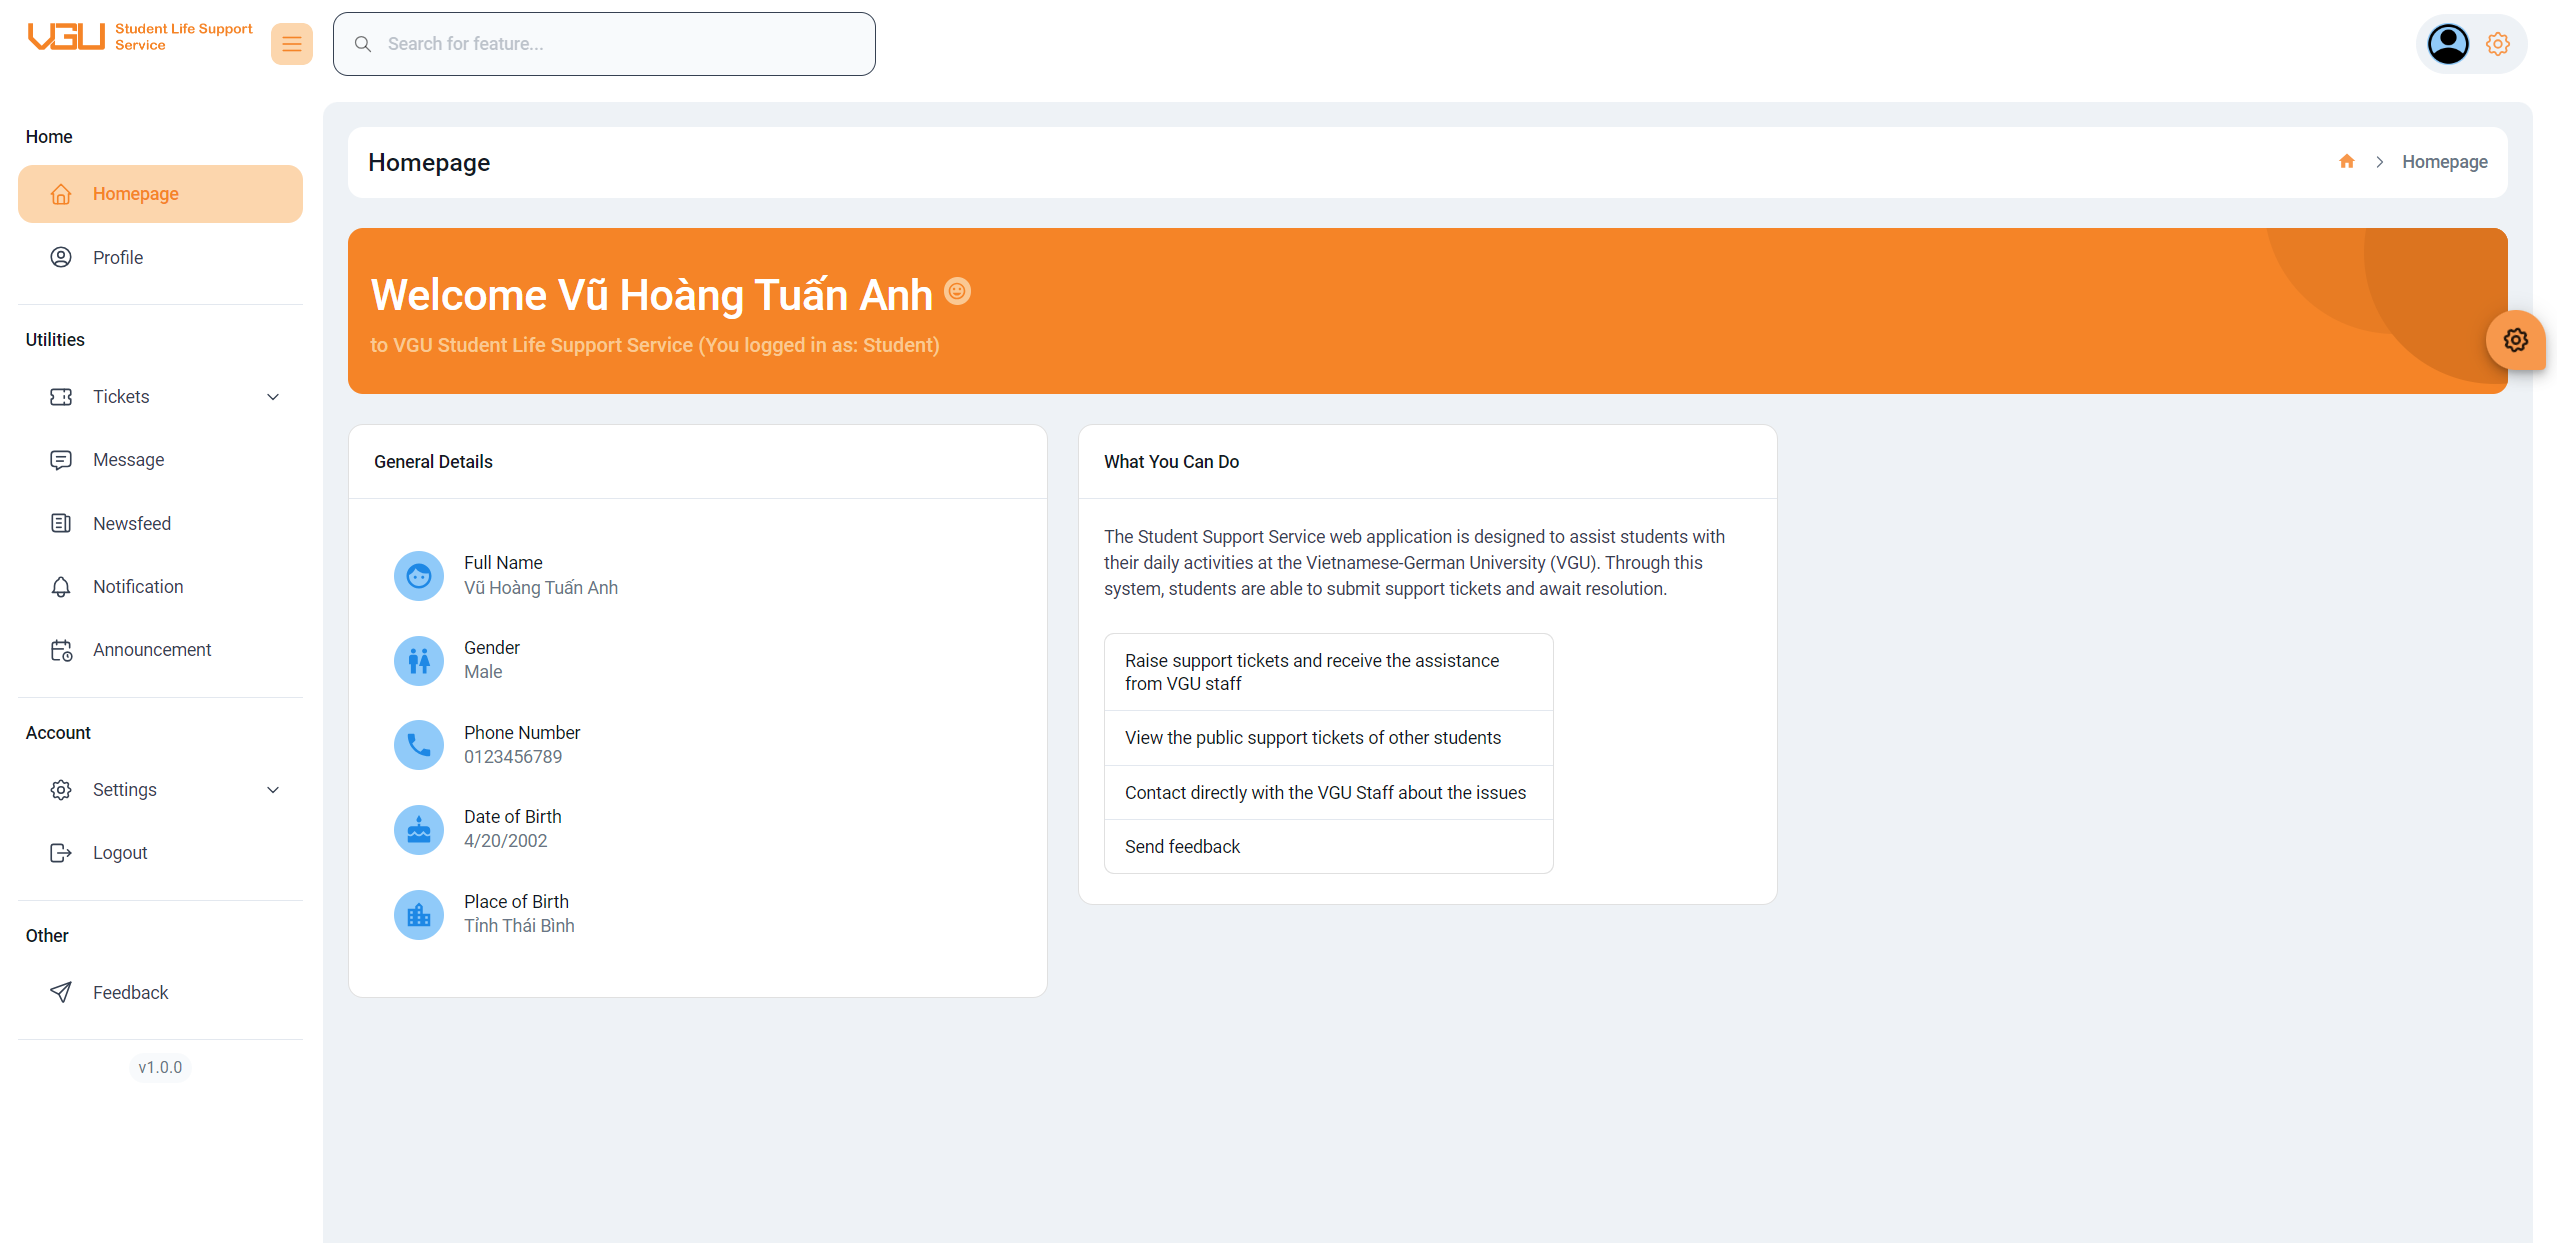 VGU
Student Life Support
Service
Search for feature...
Home
Homepage
Profile
Utilities
Tickets
Message
Newsfeed
Notification
Announcement
Account
Settings
Logout
Other
Feedback
v1.0.0
Homepage
Homepage
Welcome Vũ Hoàng Tuấn Anh
to VGU Student Life Support Service (You logged in as: Student)
General Details
Full Name
Vũ Hoàng Tuấn Anh
Gender
Male
Phone Number
0123456789
Date of Birth
4/20/2002
Place of Birth
Tỉnh Thái Bình
What You Can Do
The Student Support Service web application is designed to assist students with
their daily activities at the Vietnamese-German University (VGU). Through this
system, students are able to submit support tickets and await resolution.
Raise support tickets and receive the assistance
from VGU staff
View the public support tickets of other students
Contact directly with the VGU Staff about the issues
Send feedback